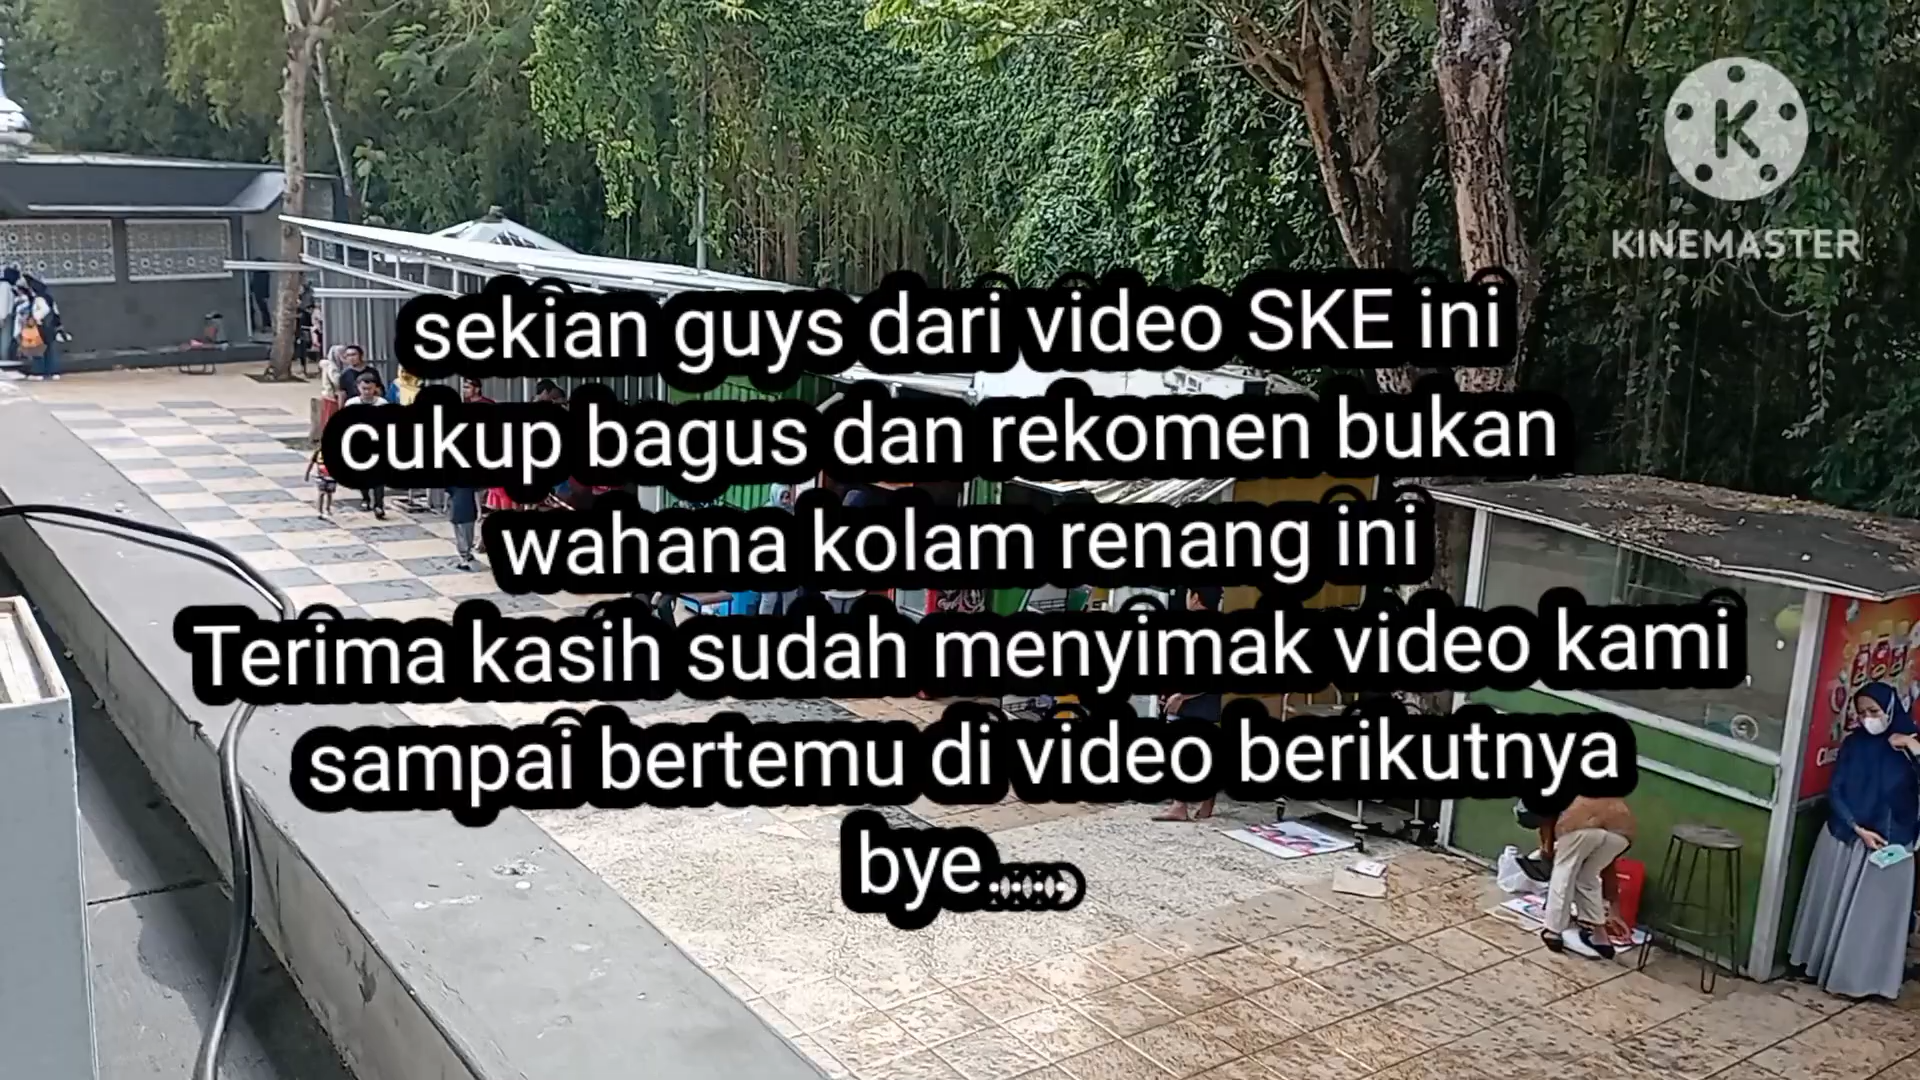 K
KINEMASTER
sekian guys dari video SKE ini
cukup bagus dan rekomen bukan
wahana kolam renang ini
Terima kasih sudah menyimak video kami
sampai bertemu di video berikutnya
bye.....